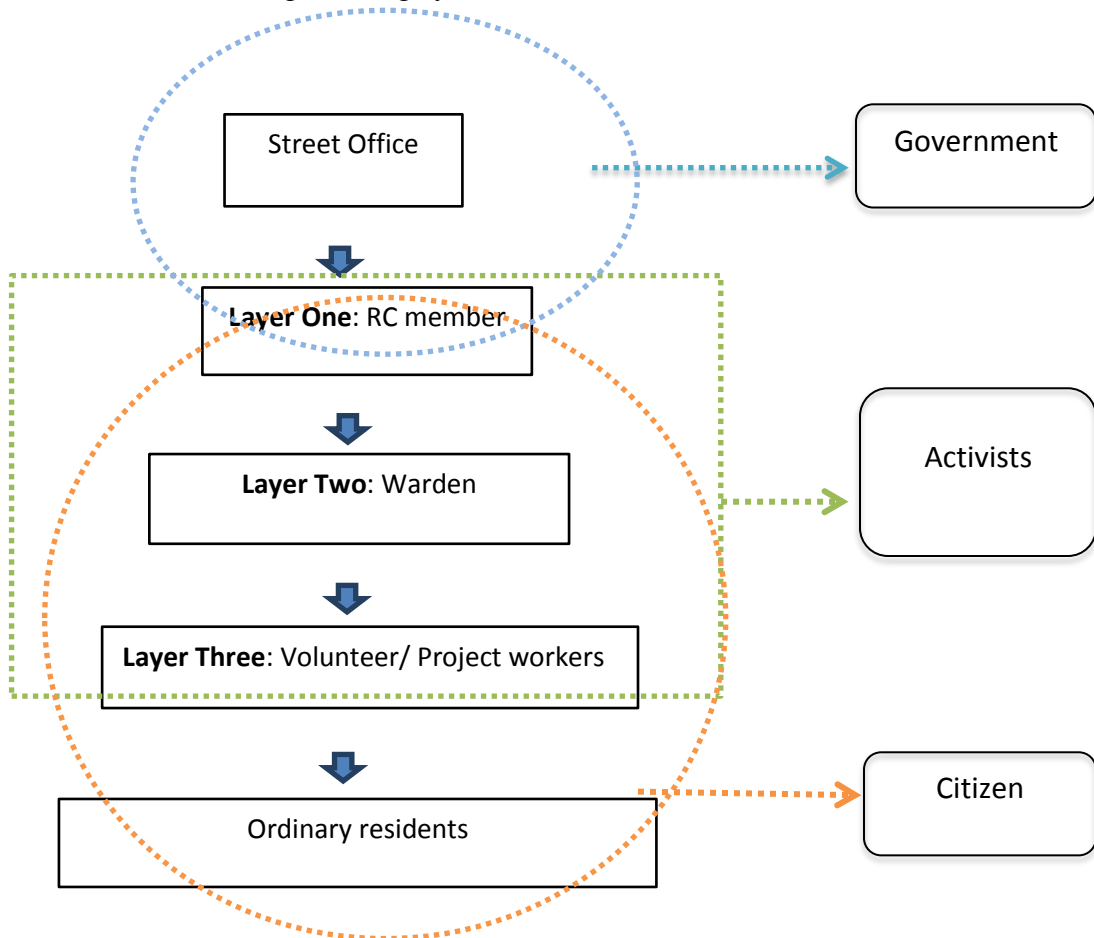 Street Office
Government
Layer One: RC member
Layer Two: Warden
Activists
Layer Three: Volunteer/ Project workers
Ordinary residents
Citizen